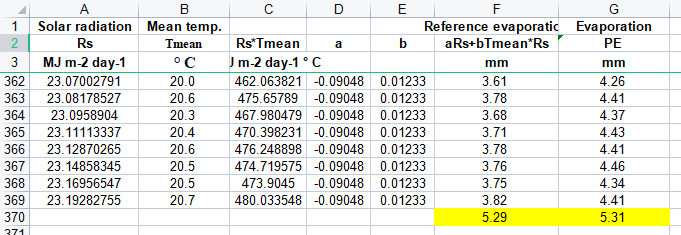 A B C D E F G
1 Solar radiation Mean temp. Reference evaporatio Evaporation
2 Rs Tmean Rs*Tmean a b aRs+bTmean*Rs PE
3 MJ m-2 day-1 ° C J m-2 day-1 ° C mm mm
362 23.07002791 20.0 462.063821 -0.09048 0.01233 3.61 4.26
363 23.08178527 20.6 475.65789 -0.09048 0.01233 3.78 4.41
364 23.0958904 20.3 467.980479 -0.09048 0.01233 3.68 4.37
365 23.11113337 20.4 470.398231 -0.09048 0.01233 3.71 4.43
366 23.12870265 20.6 476.248898 -0.09048 0.01233 3.78 4.41
367 23.14858345 20.5 474.719575 -0.09048 0.01233 3.76 4.46
368 23.16956547 20.5 473.9045 -0.09048 0.01233 3.75 4.34
369 23.19282755 20.7 480.033548 -0.09048 0.01233 3.82 4.41
370 5.29 5.31
371